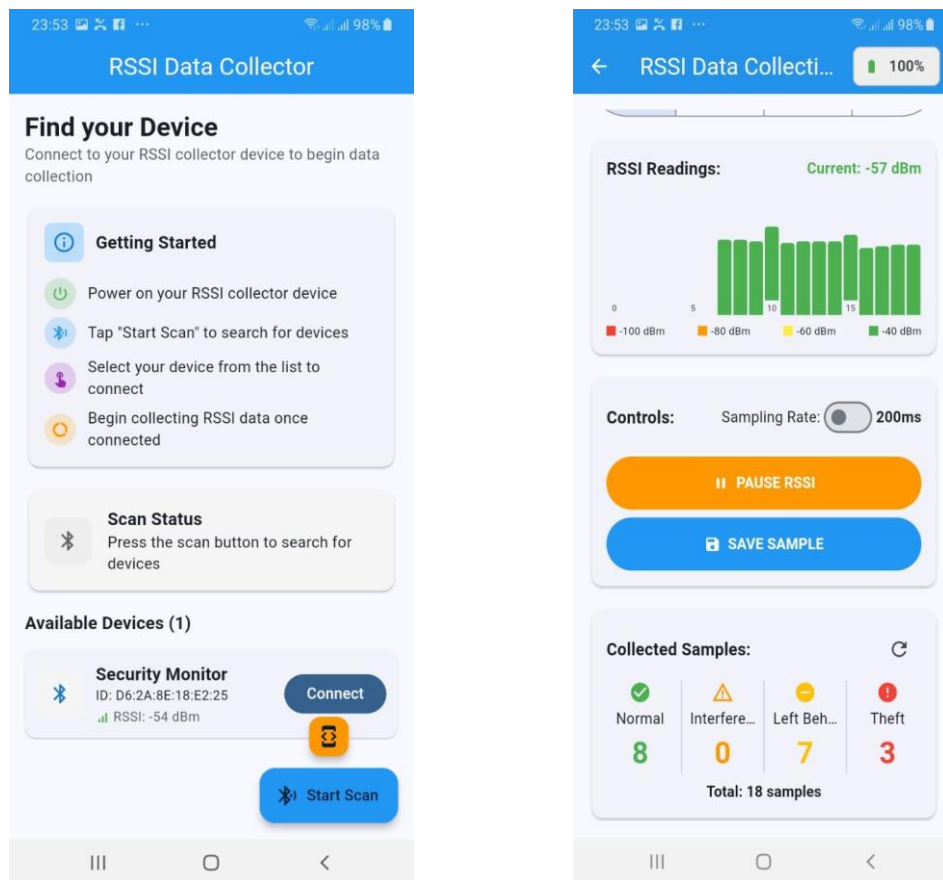 23:53 98%
RSSI Data Collector
Find your Device
Connect to your RSSI collector device to begin data
collection
Getting Started
Power on your RSSI collector device
Tap "Start Scan" to search for devices
Select your device from the list to
connect
Begin collecting RSSI data once
connected
Scan Status
Press the scan button to search for
devices
Available Devices (1)
Security Monitor
ID: D6:2A:8E:18:E2:25
RSSI: -54 dBm
Connect
Start Scan
23:53 98%
RSSI Data Collecti... 100%
RSSI Readings: Current: -57 dBm
0 5 10 15
-100 dBm -80 dBm -60 dBm -40 dBm
Controls: Sampling Rate: 200ms
PAUSE RSSI
SAVE SAMPLE
Collected Samples:
Normal Interfere... Left Beh... Theft
8 0 7 3
Total: 18 samples